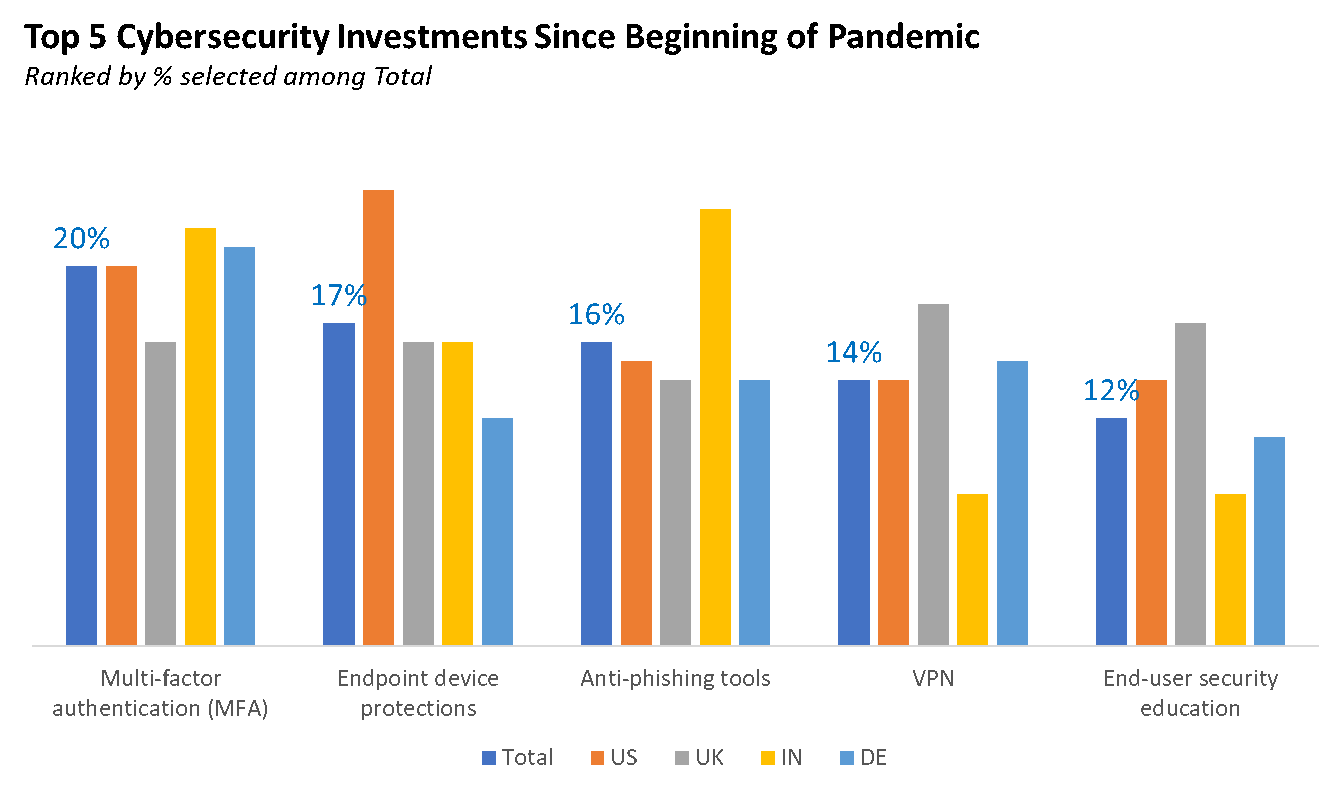 Top 5 Cybersecurity Investments Since Beginning of Pandemic
Ranked by % selected among Total
20%
17%
16%
14%
12%
Multi-factor
authentication (MFA)
Endpoint device
protections
Anti-phishing tools
VPN
End-user security
education
Total US UK IN DE